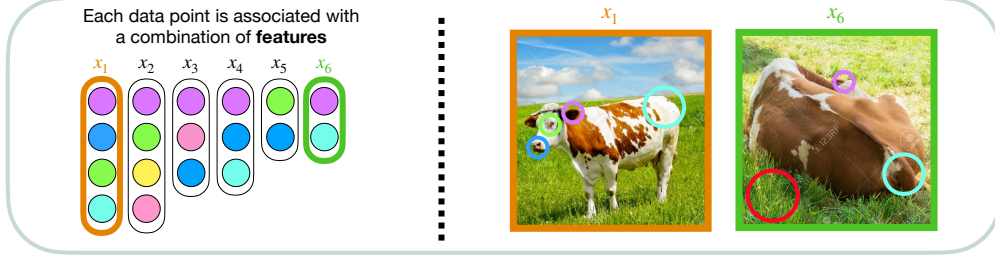 Each data point is associated with
a combination of features
x₁ x₂ x₃ x₄ x₅ x₆
x₁ x₆